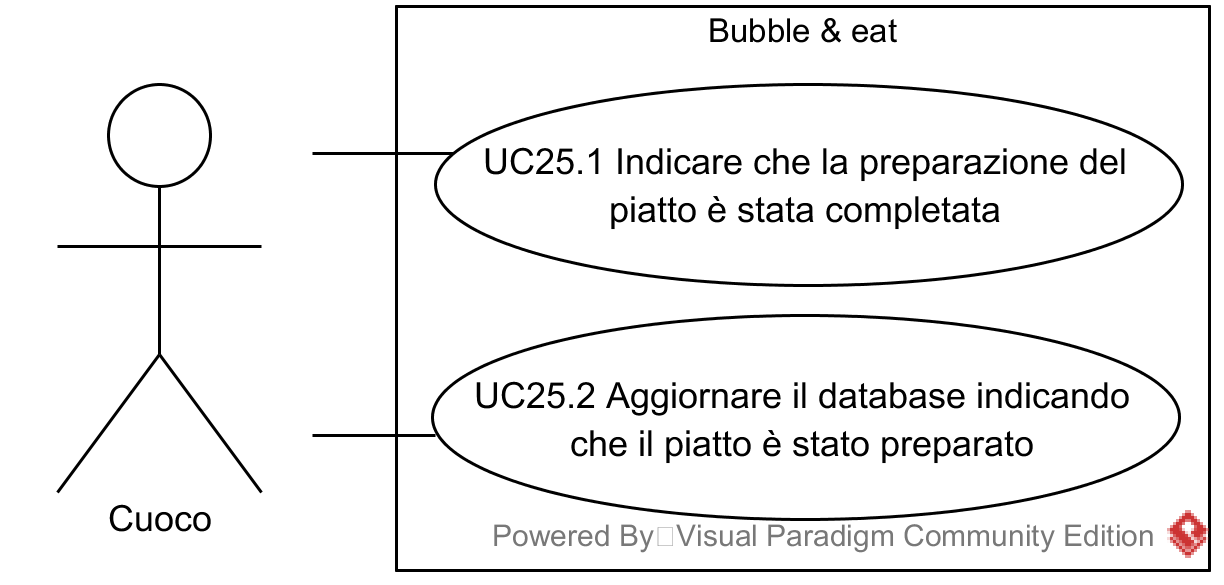 Bubble & eat
UC25.1 Indicare che la preparazione del
piatto è stata completata
UC25.2 Aggiornare il database indicando
che il piatto è stato preparato
Cuoco
Powered By Visual Paradigm Community Edition